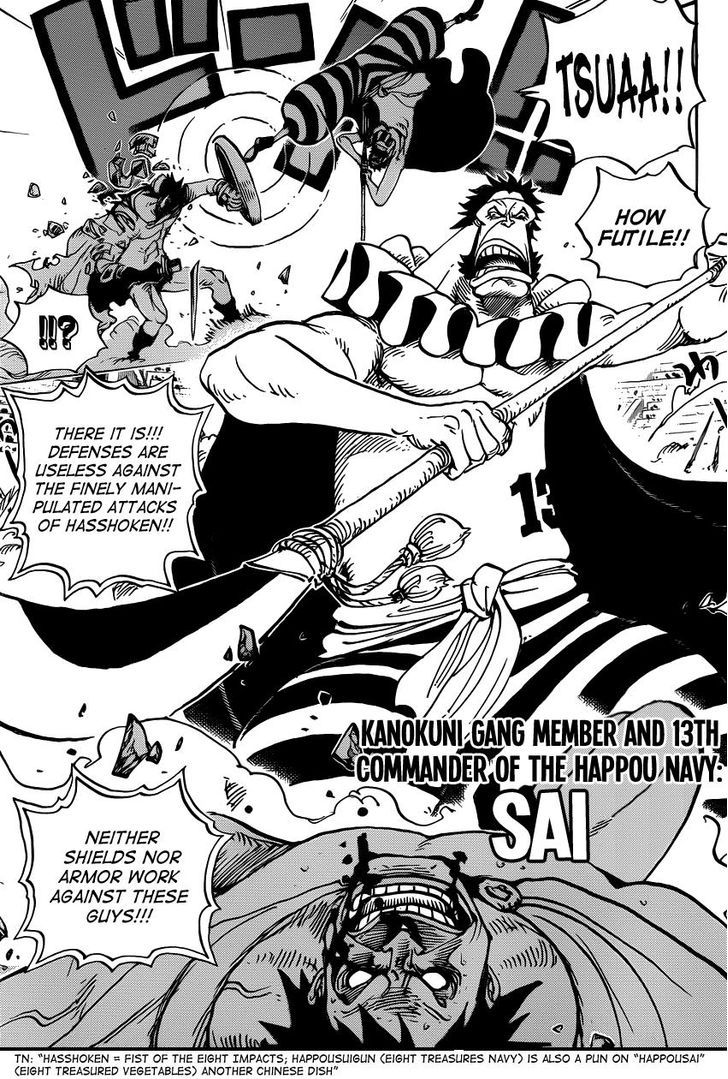 ドーン
TSUAA!!
HOW
FUTILE!!
!!?
THERE IT IS!!!
DEFENSES ARE
USELESS AGAINST
THE FINELY MANI-
PULATED ATTACKS
OF HASSHOKEN!!
13
KANOKUNI GANG MEMBER AND 13TH
COMMANDER OF THE HAPPOU NAVY:
SAI
NEITHER
SHIELDS NOR
ARMOR WORK
AGAINST THESE
GUYS!!!
TN: "HASSHOKEN = FIST OF THE EIGHT IMPACTS; HAPPOUSUIGUN (EIGHT TREASURES NAVY) IS ALSO A PUN ON "HAPPOUSAI"
(EIGHT TREASURED VEGETABLES) ANOTHER CHINESE DISH"